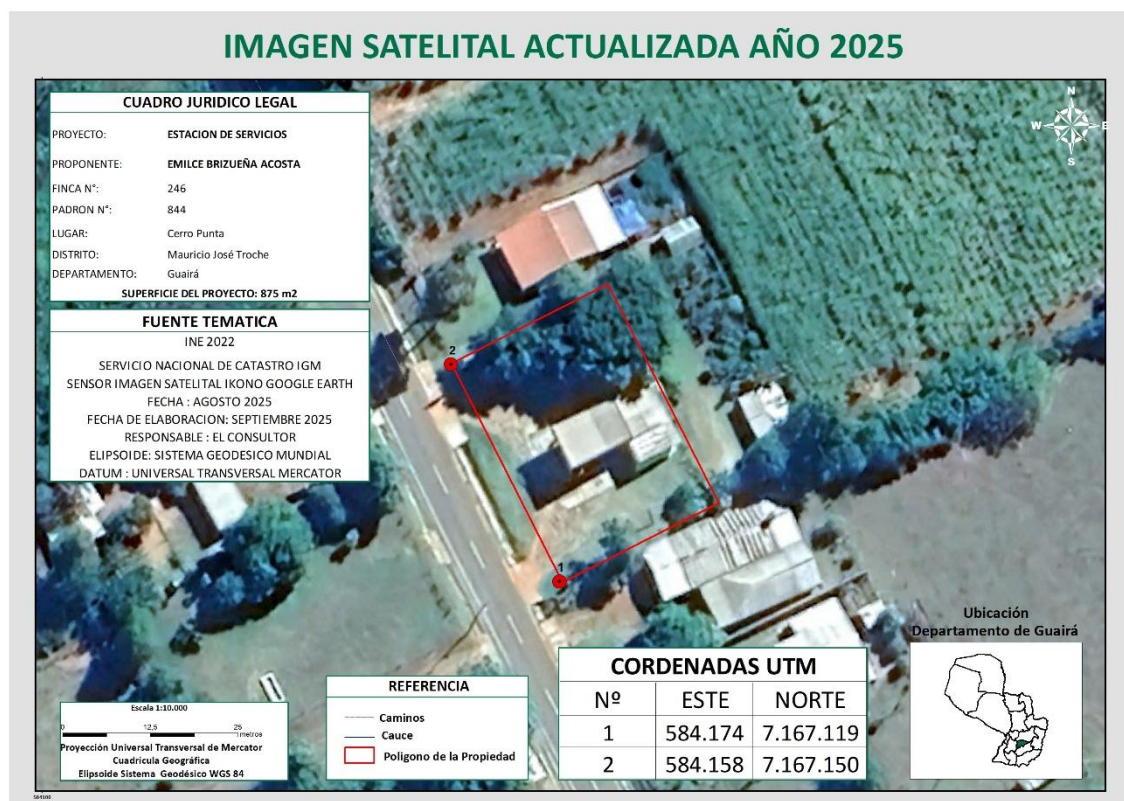 IMAGEN SATELITAL ACTUALIZADA AÑO 2025
CUADRO JURIDICO LEGAL
PROYECTO: ESTACION DE SERVICIOS
PROPONENTE: EMILCE BRIZUEÑA ACOSTA
FINCA N°: 246
PADRON N°: 844
LUGAR: Cerro Punta
DISTRITO: Mauricio José Troche
DEPARTAMENTO: Guairá
SUPERFICIE DEL PROYECTO: 875 m2
FUENTE TEMATICA
INE 2022
SERVICIO NACIONAL DE CATASTRO IGM
SENSOR IMAGEN SATELITAL IKONO GOOGLE EARTH
FECHA : AGOSTO 2025
FECHA DE ELABORACION: SEPTIEMBRE 2025
RESPONSABLE : EL CONSULTOR
ELIPSOIDE: SISTEMA GEODESICO MUNDIAL
DATUM : UNIVERSAL TRANSVERSAL MERCATOR
N
W E
S
2
1
Escala 1:10.000
0 12,5 25
metros
Proyección Universal Transversal de Mercator
Cuadricula Geográfica
Elipsoide Sistema Geodésico WGS 84
REFERENCIA
Caminos
Cauce
Poligono de la Propiedad
CORDENADAS UTM
Nº ESTE NORTE
1 584.174 7.167.119
2 584.158 7.167.150
Ubicación
Departamento de Guairá